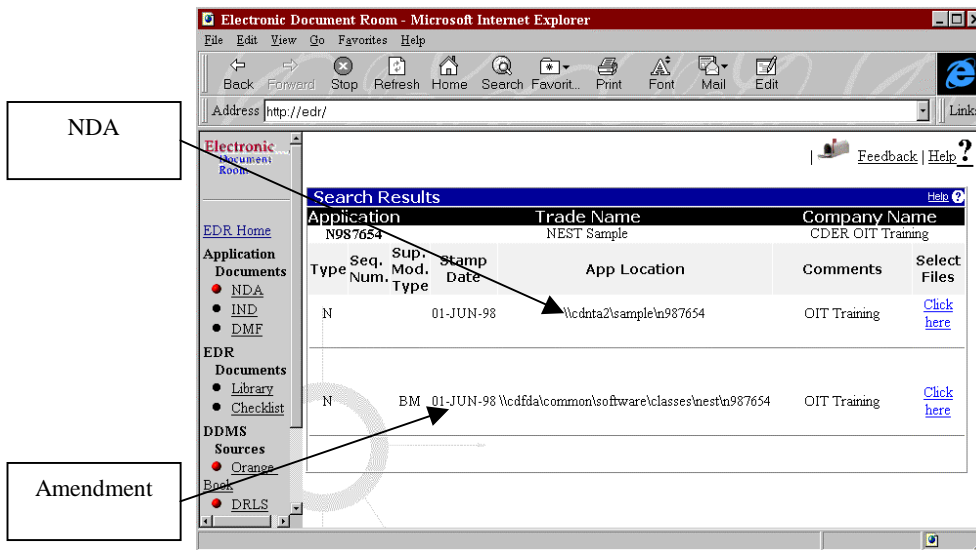 Electronic Document Room - Microsoft Internet Explorer
File Edit View Go Favorites Help
Back Forward Stop Refresh Home Search Favorit... Print Font Mail Edit
Address http://edr/
Links
NDA
Electronic
Document
Room
Feedback | Help ?
Search Results Help ?
Application Trade Name Company Name
N987654 NEST Sample CDER OIT Training
Type Seq. Num. Sup. Mod. Type Stamp Date App Location Comments Select Files
N 01-JUN-98 \\cdnta2\sample\n987654 OIT Training Click here
N BM 01-JUN-98 \\cdfda\common\software\classes\nest\n987654 OIT Training Click here
EDR Home
Application
Documents
NDA
IND
DMF
EDR
Documents
Library
Checklist
DDMS
Sources
Orange
Book
DRLS
Amendment